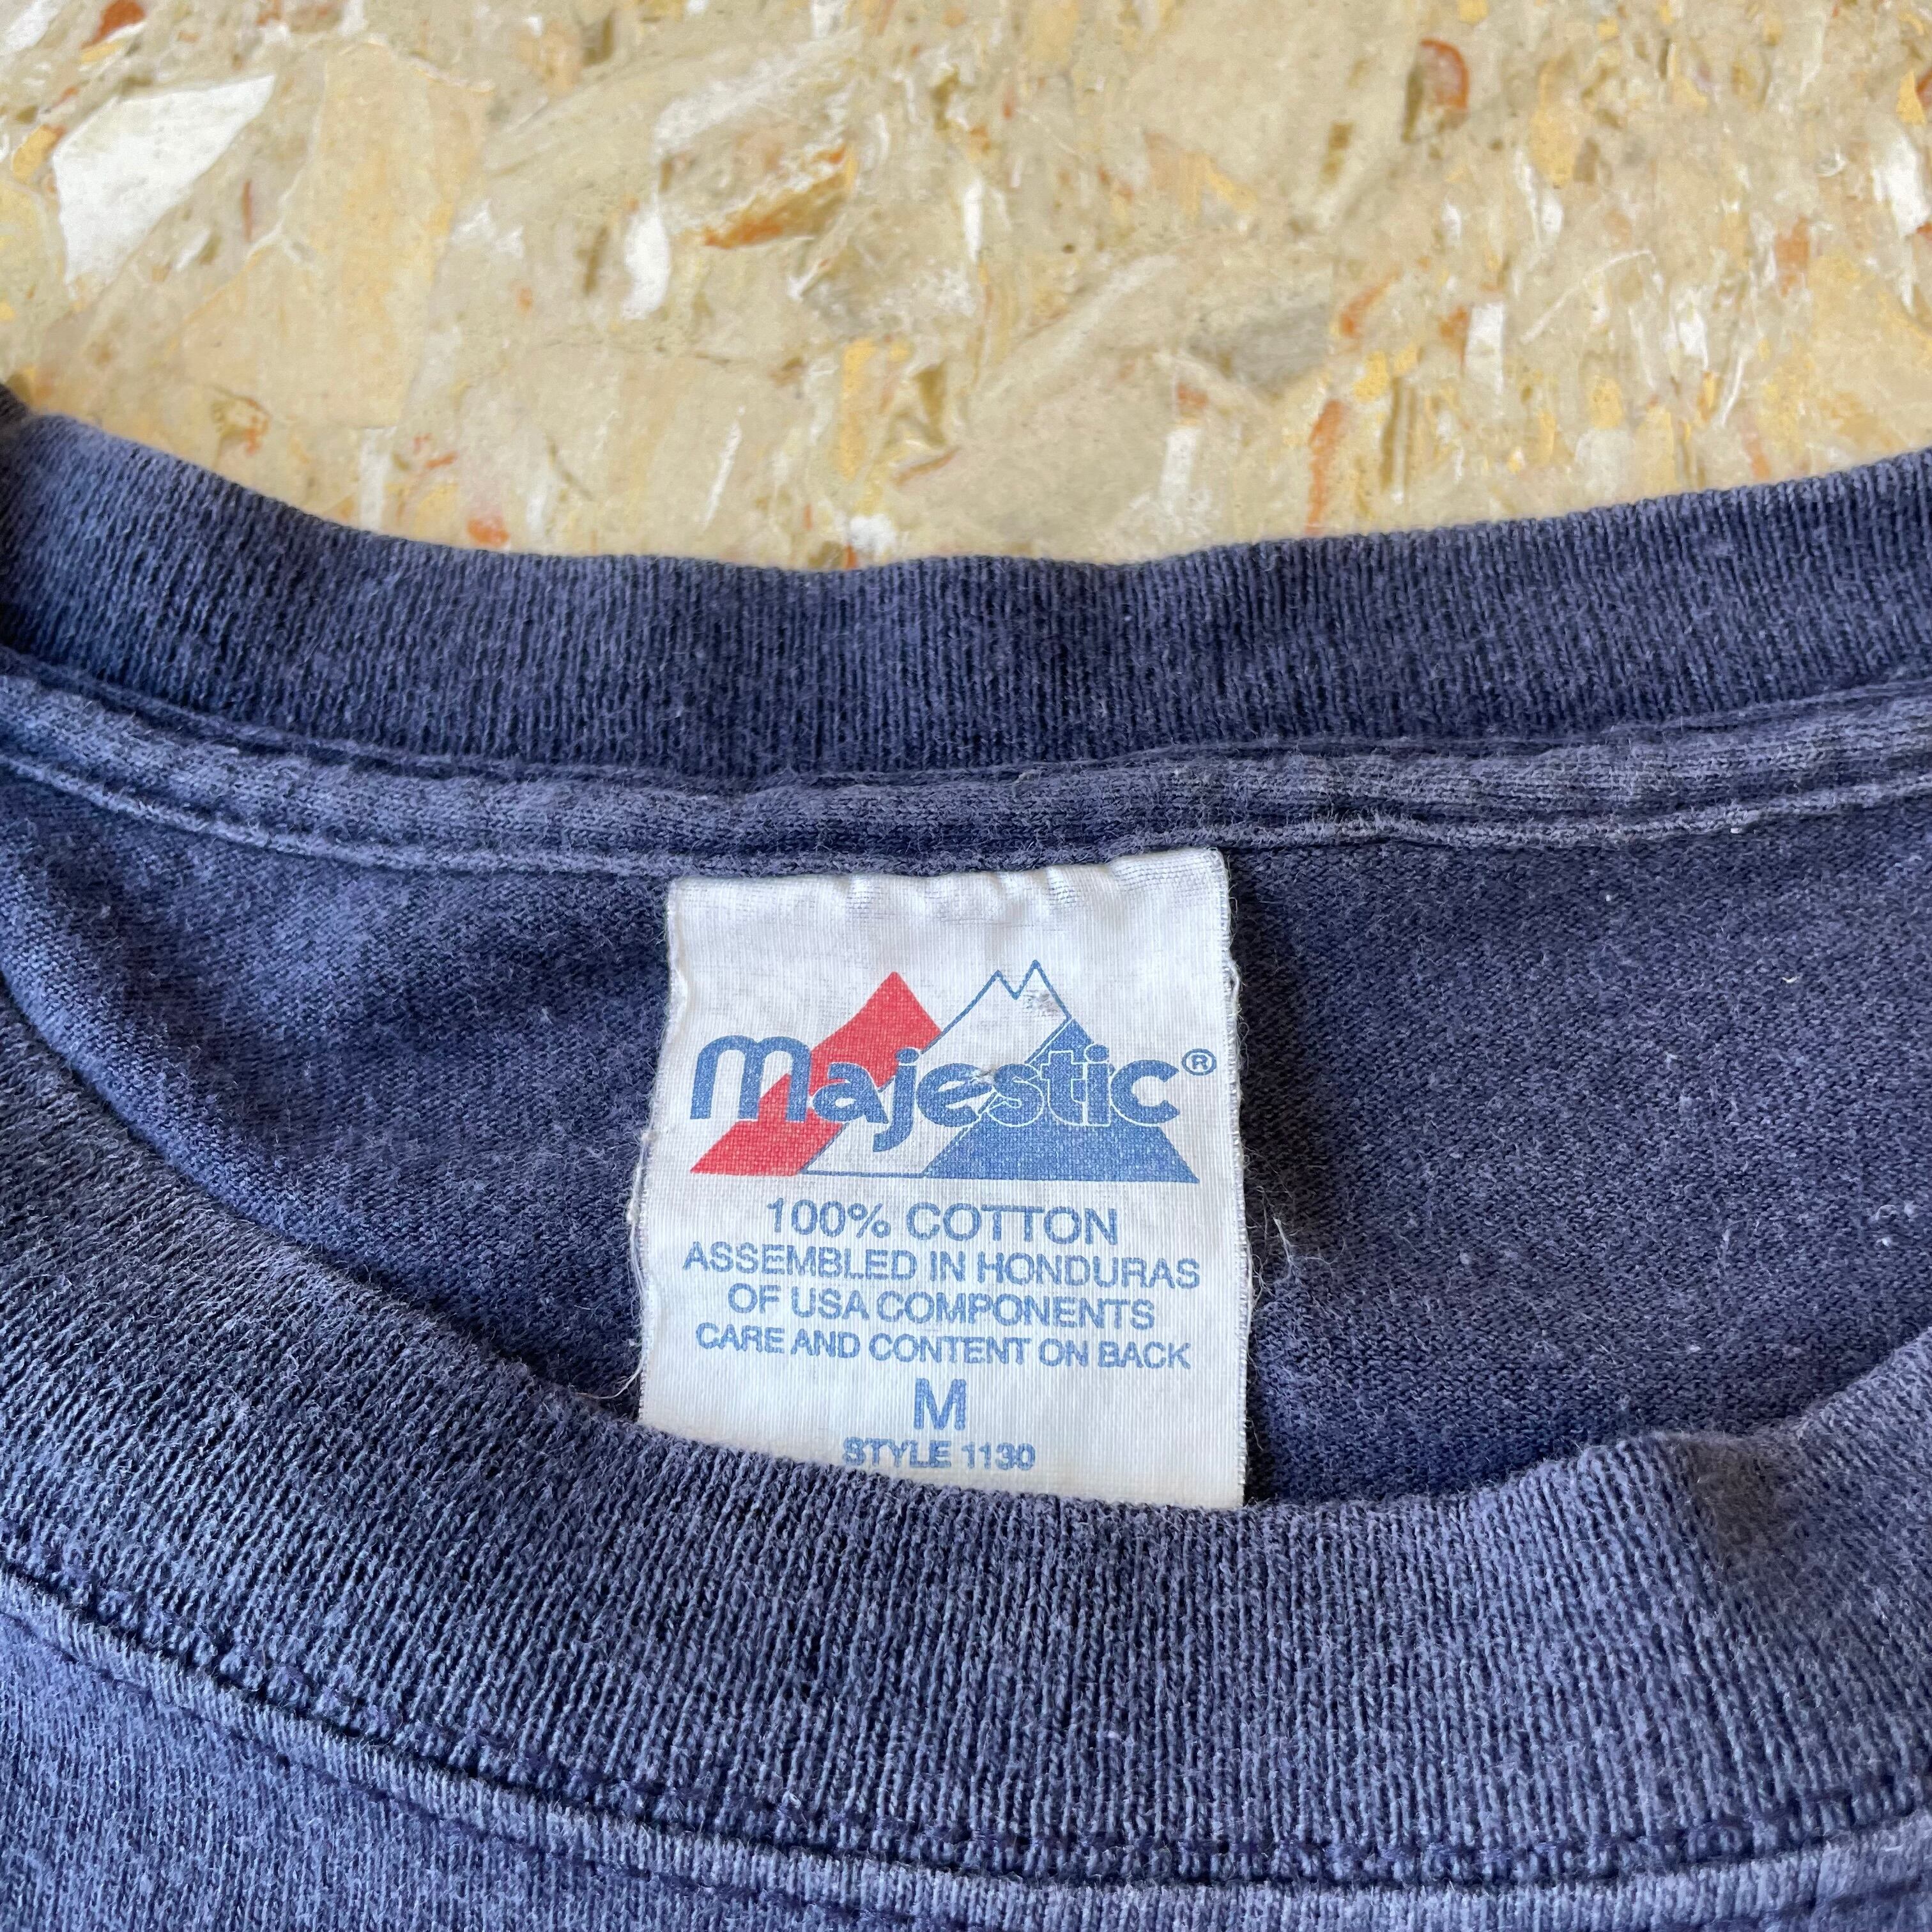 Majestic®
100% COTTON
ASSEMBLED IN HONDURAS
OF USA COMPONENTS
CARE AND CONTENT ON BACK
M
STYLE 1130